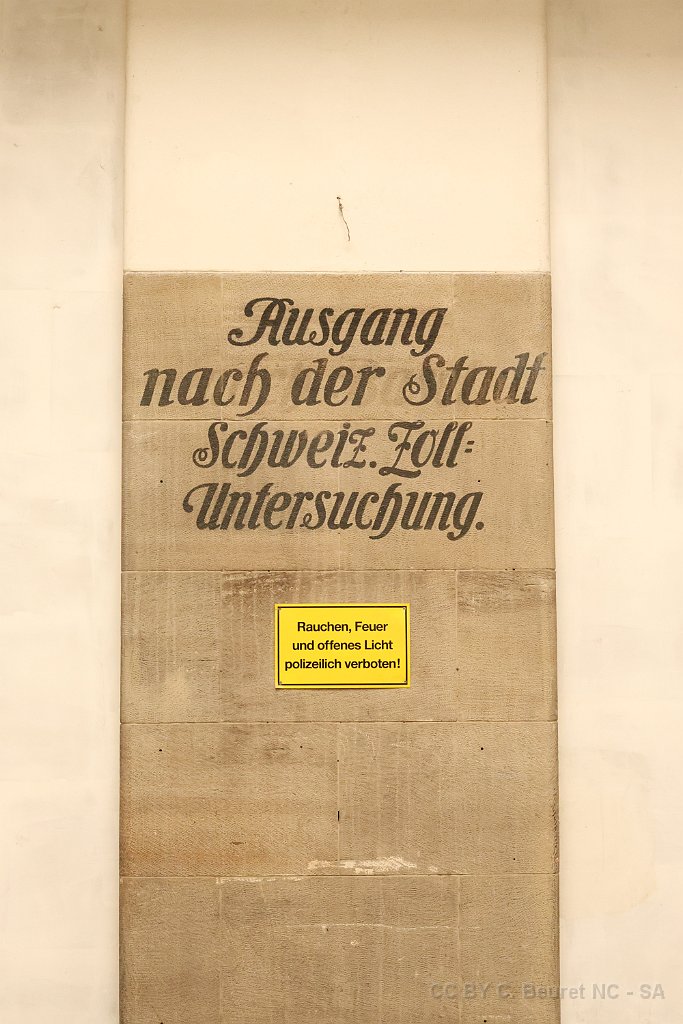 Ausgang
nach der Stadt
Schweiz. Zoll=
Untersuchung.
Rauchen, Feuer
und offenes Licht
polizeilich verboten!
CC BY C. Beuret NC - SA